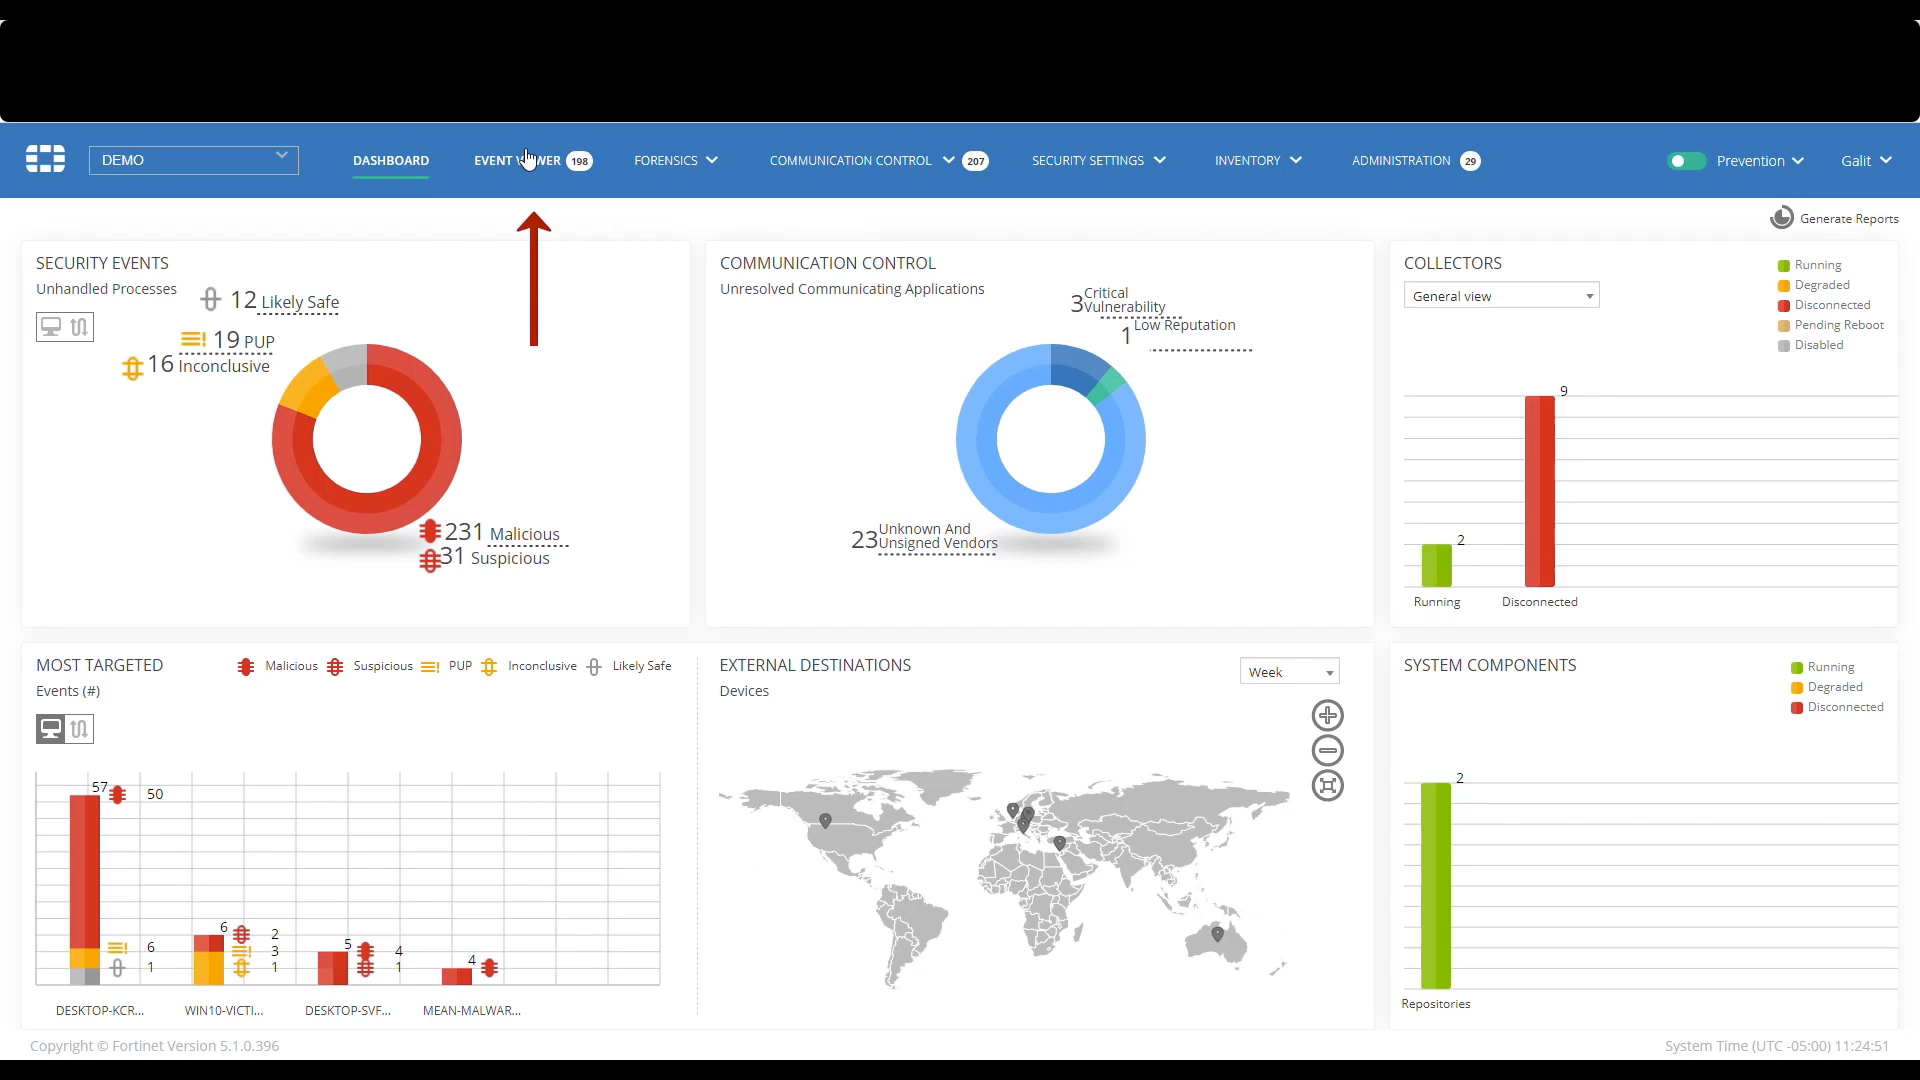 DEMO
DASHBOARD
EVENT VIEWER 198
FORENSICS
COMMUNICATION CONTROL 207
SECURITY SETTINGS
INVENTORY
ADMINISTRATION 29
Prevention
Galit
Generate Reports
SECURITY EVENTS
Unhandled Processes
12 Likely Safe
19 PUP
16 Inconclusive
231 Malicious
31 Suspicious
COMMUNICATION CONTROL
Unresolved Communicating Applications
3 Critical
Vulnerability
1 Low Reputation
23 Unknown And
Unsigned Vendors
COLLECTORS
General view
Running
Degraded
Disconnected
Pending Reboot
Disabled
9
2
Running
Disconnected
MOST TARGETED
Malicious
Suspicious
PUP
Inconclusive
Likely Safe
Events (#)
57
50
6
1
6
2
3
1
5
4
1
4
DESKTOP-KCR...
WIN10-VICTI...
DESKTOP-SVF...
MEAN-MALWAR...
EXTERNAL DESTINATIONS
Devices
Week
SYSTEM COMPONENTS
Running
Degraded
Disconnected
2
Repositories
Copyright © Fortinet Version 5.1.0.396
System Time (UTC -05:00) 11:24:51